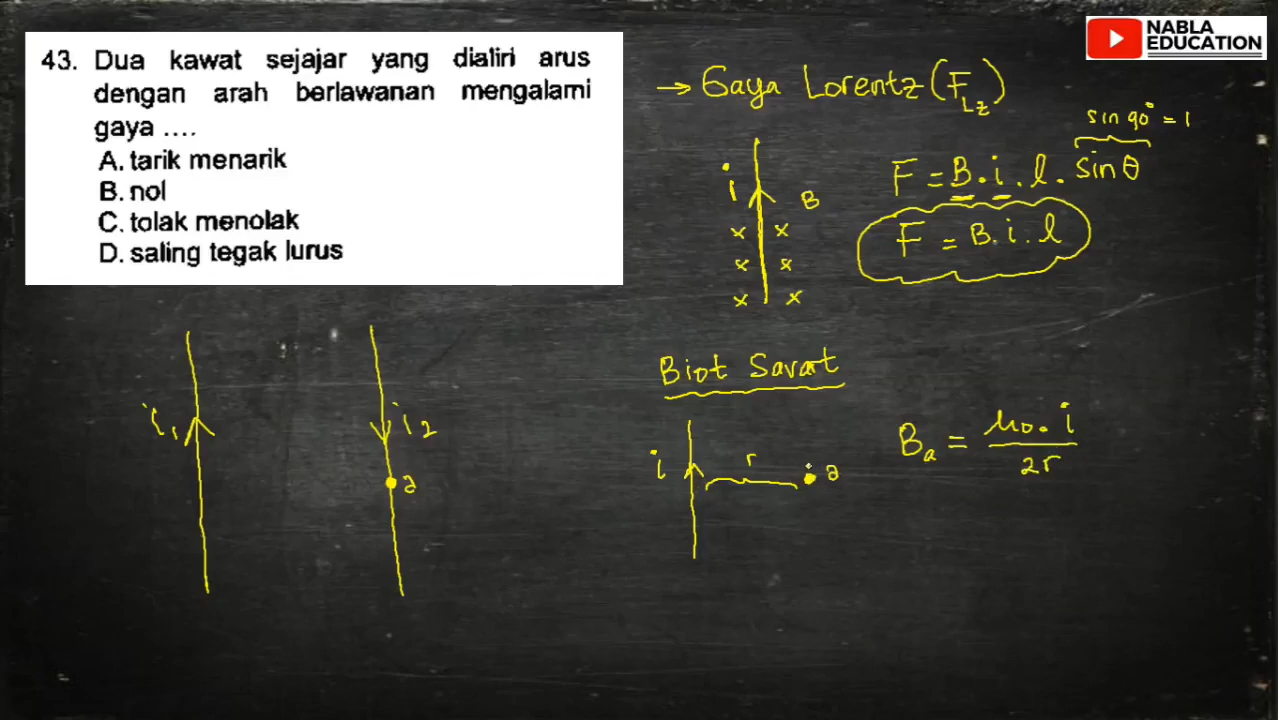 NABLA
EDUCATION
43. Dua kawat sejajar yang dialiri arus
dengan arah berlawanan mengalami
gaya ....
A. tarik menarik
B. nol
C. tolak menolak
D. saling tegak lurus
→ Gaya Lorentz (F_Lz)
sin 90° = 1
F = B. i. l. sin θ
F = B. i. l
i
B
x x
x x
x x
i₁
i₂
a
Biot Savart
i
r
a
B_a = μ₀. i / 2r